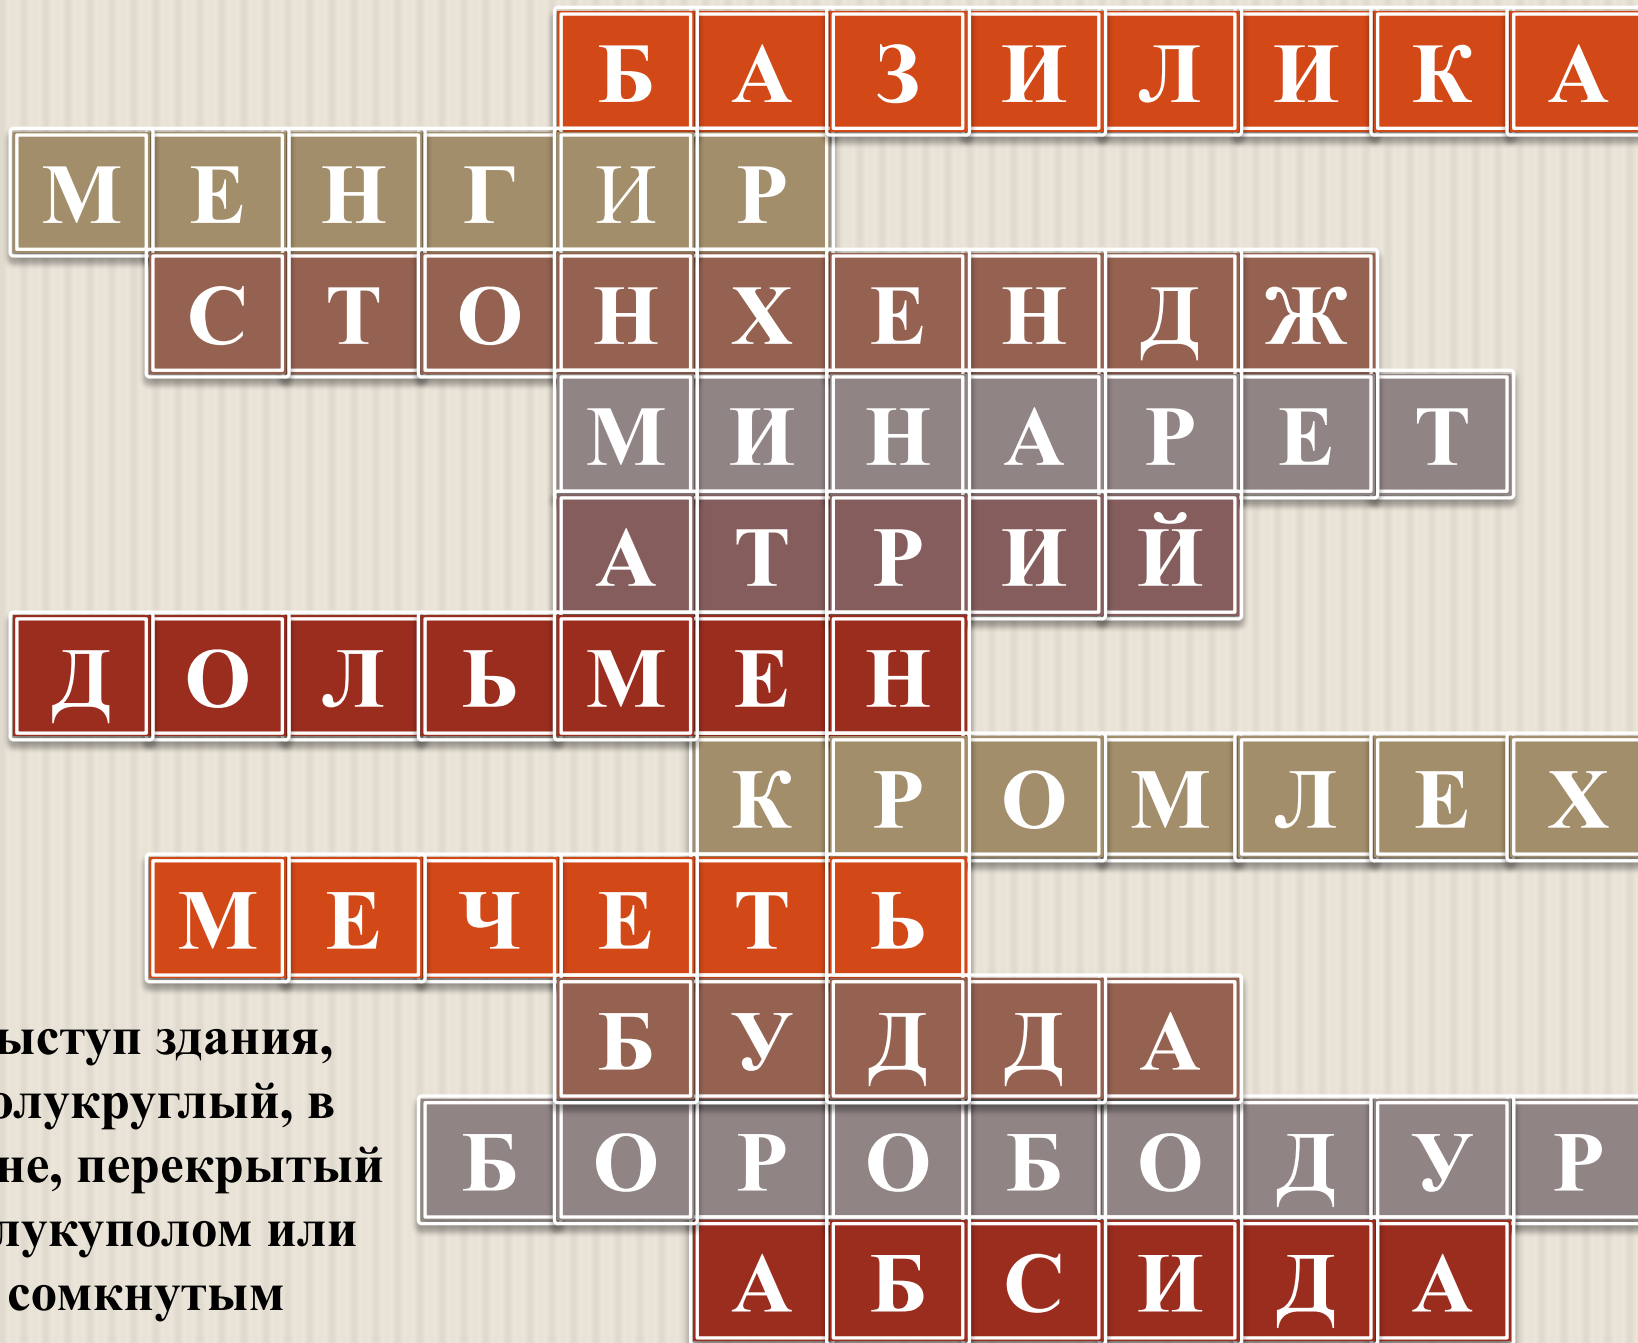 БАЗИЛИКА
МЕНГИР
СТОНХЕНДЖ
МИНАРЕТ
АТРИЙ
ДОЛЬМЕН
КРОМЛЕХ
МЕЧЕТЬ
БУДДА
БОРОБОДУР
АБСИДА
ыступ здания,
олукруглый, в
не, перекрытый
лукуполом или
сомкнутым